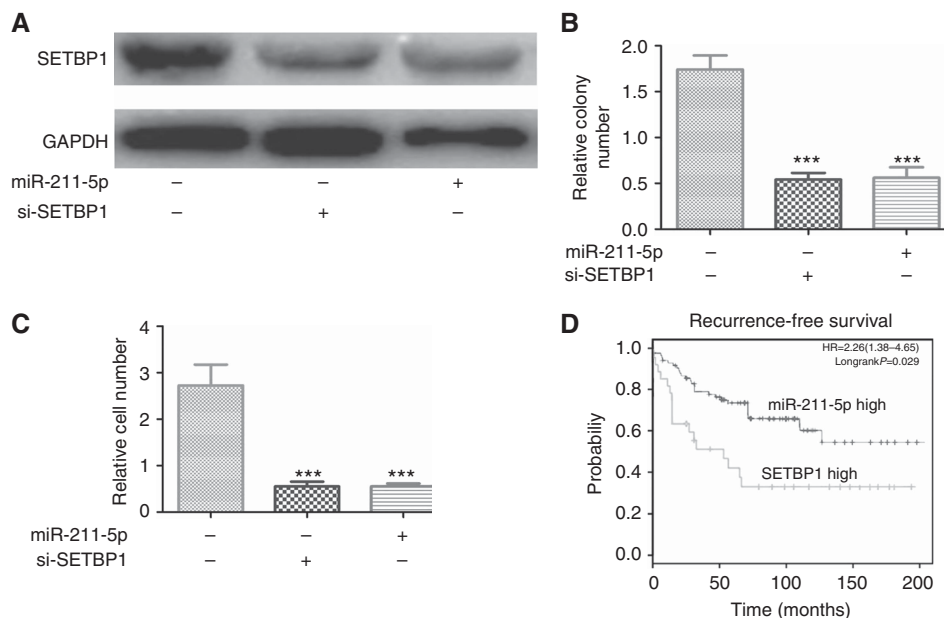 A
SETBP1
GAPDH
miR-211-5p – – +
si-SETBP1 – + –
B
Relative colony
number
2.0
1.5
1.0
0.5
0.0
***
***
miR-211-5p – – +
si-SETBP1 – + –
C
Relative cell number
4
3
2
1
0
***
***
miR-211-5p – – +
si-SETBP1 – + –
D
Recurrence-free survival
HR=2.26(1.38–4.65)
LongrankP=0.029
Probabiliy
1.0
0.8
0.6
0.4
0.2
0.0
miR-211-5p high
SETBP1 high
0 50 100 150 200
Time (months)